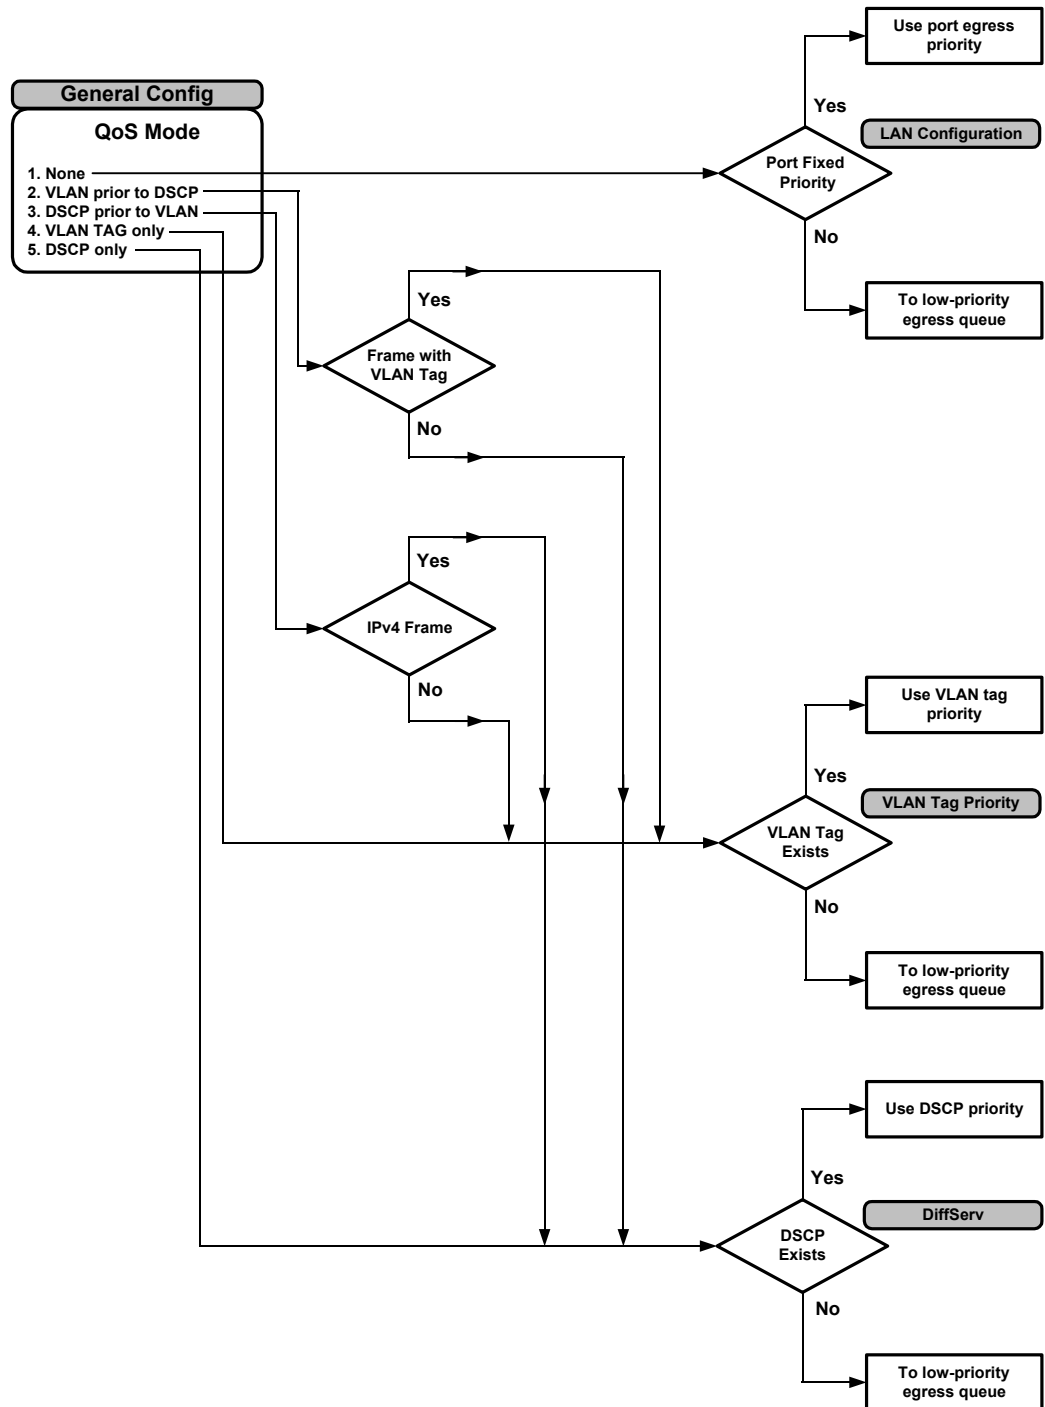 Use port egress
priority
General Config
QoS Mode
1. None
2. VLAN prior to DSCP
3. DSCP prior to VLAN
4. VLAN TAG only
5. DSCP only
Yes
LAN Configuration
Port Fixed
Priority
No
To low-priority
egress queue
Yes
Frame with
VLAN Tag
No
Yes
IPv4 Frame
No
Use VLAN tag
priority
Yes
VLAN Tag Priority
VLAN Tag
Exists
No
To low-priority
egress queue
Use DSCP priority
Yes
DiffServ
DSCP
Exists
No
To low-priority
egress queue